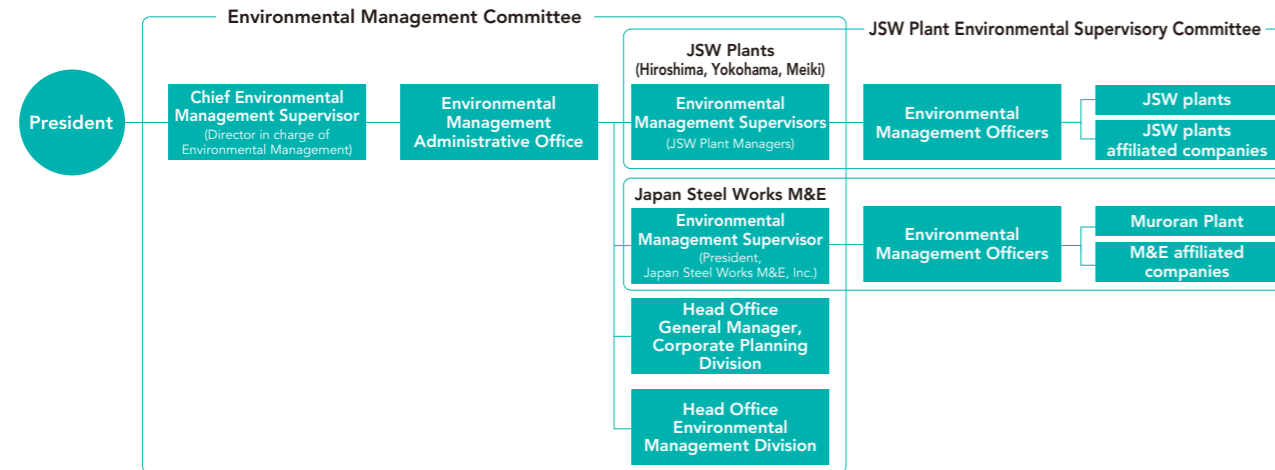 Environmental Management Committee
JSW Plant Environmental Supervisory Committee
President
Chief Environmental
Management Supervisor
(Director in charge of
Environmental Management)
Environmental
Management
Administrative Office
JSW Plants
(Hiroshima, Yokohama, Meiki)
Environmental
Management Supervisors
(JSW Plant Managers)
Environmental
Management Officers
JSW plants
JSW plants
affiliated companies
Japan Steel Works M&E
Environmental
Management Supervisor
(President,
Japan Steel Works M&E, Inc.)
Environmental
Management Officers
Muroran Plant
M&E affiliated
companies
Head Office
General Manager,
Corporate Planning
Division
Head Office
Environmental
Management Division